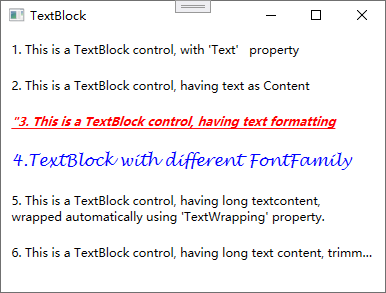 TextBlock
1. This is a TextBlock control, with 'Text'   property
2. This is a TextBlock control, having text as Content
"3. This is a TextBlock control, having text formatting
4.TextBlock with different FontFamily
5. This is a TextBlock control, having long textcontent,
wrapped automatically using 'TextWrapping' property.
6. This is a TextBlock control, having long text content, trimm...